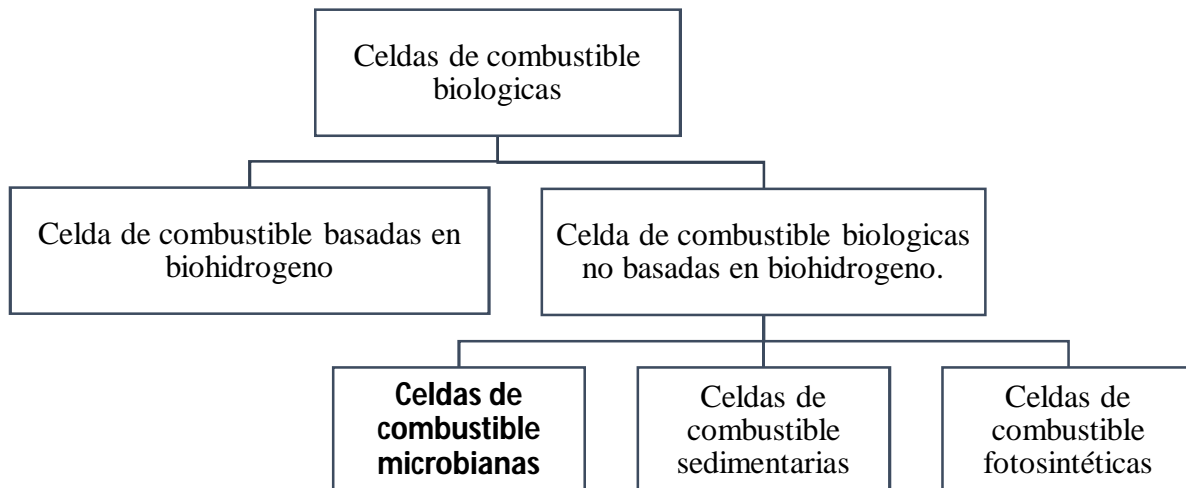 Celdas de combustible
biologicas
Celda de combustible basadas en
biohidrogeno
Celda de combustible biologicas
no basadas en biohidrogeno.
Celdas de
combustible
microbianas
Celdas de
combustible
sedimentarias
Celdas de
combustible
fotosintéticas